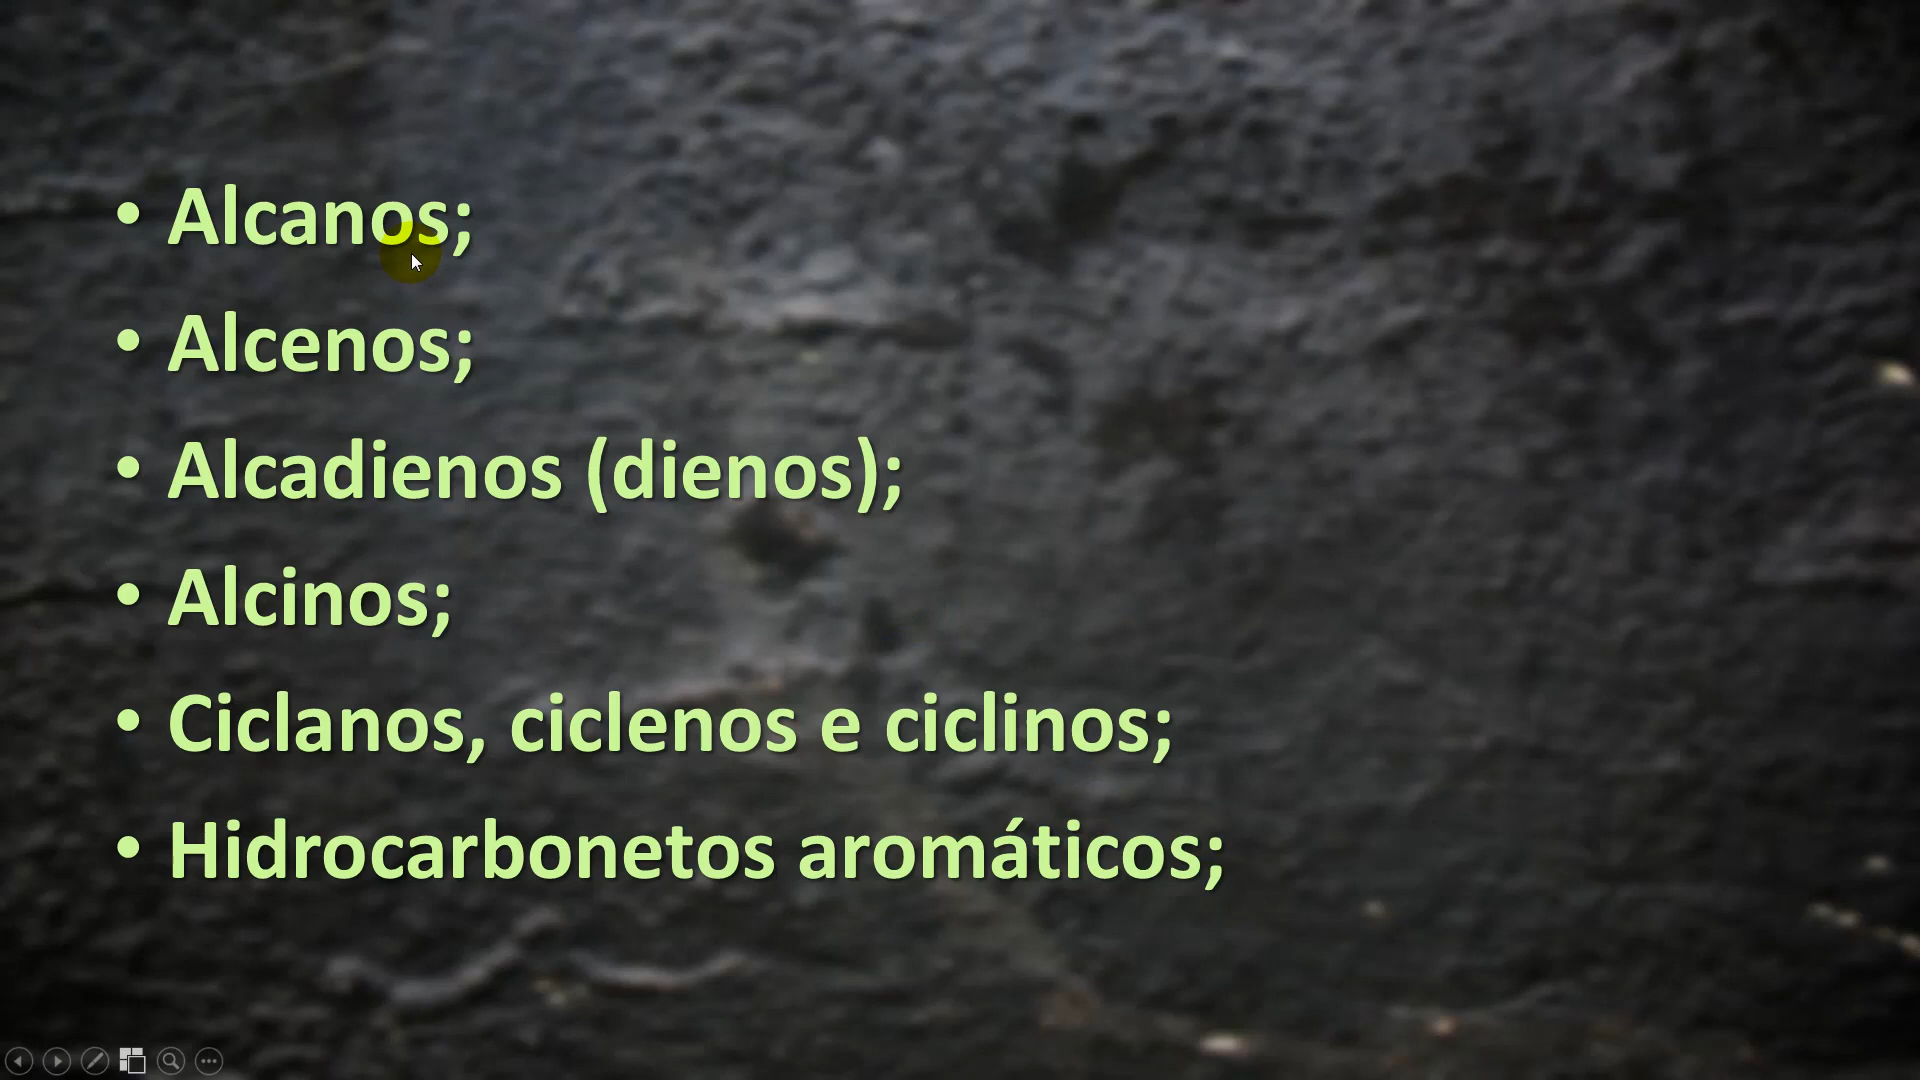 • Alcanos;
• Alcenos;
• Alcadienos (dienos);
• Alcinos;
• Ciclanos, ciclenos e ciclinos;
• Hidrocarbonetos aromáticos;